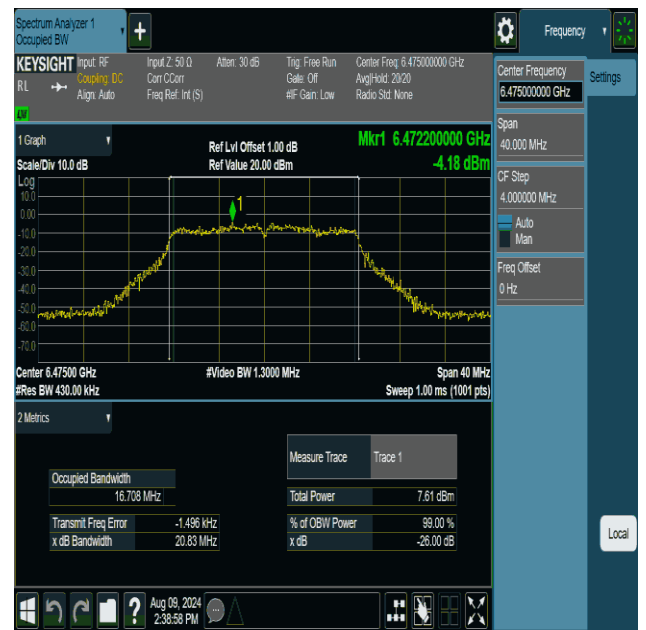 Spectrum Analyzer 1
Occupied BW
+
Frequency
KEYSIGHT Input: RF Input Z: 50 Ω Atten: 30 dB Trig: Free Run Center Freq: 6.475000000 GHz
RL Coupling: DC Corr CCorr Gate: Off Avg|Hold: 20/20
Align: Auto Freq Ref: Int (S) #IF Gain: Low Radio Std: None
LW
Center Frequency
6.475000000 GHz
Settings
Span
40.000 MHz
CF Step
4.000000 MHz
Auto
Man
Freq Offset
0 Hz
1 Graph
Ref Lvl Offset 1.00 dB
Mkr1 6.472200000 GHz
Scale/Div 10.0 dB Ref Value 20.00 dBm -4.18 dBm
Log
10.0
0.00
-10.0
-20.0
-30.0
-40.0
-50.0
-60.0
-70.0
1
Center 6.47500 GHz #Video BW 1.3000 MHz Span 40 MHz
#Res BW 430.00 kHz Sweep 1.00 ms (1001 pts)
2 Metrics
Measure Trace Trace 1
Occupied Bandwidth
16.708 MHz
Total Power 7.61 dBm
Transmit Freq Error -1.496 kHz % of OBW Power 99.00 %
x dB Bandwidth 20.83 MHz x dB -26.00 dB
Local
?
Aug 09, 2024
2:38:58 PM